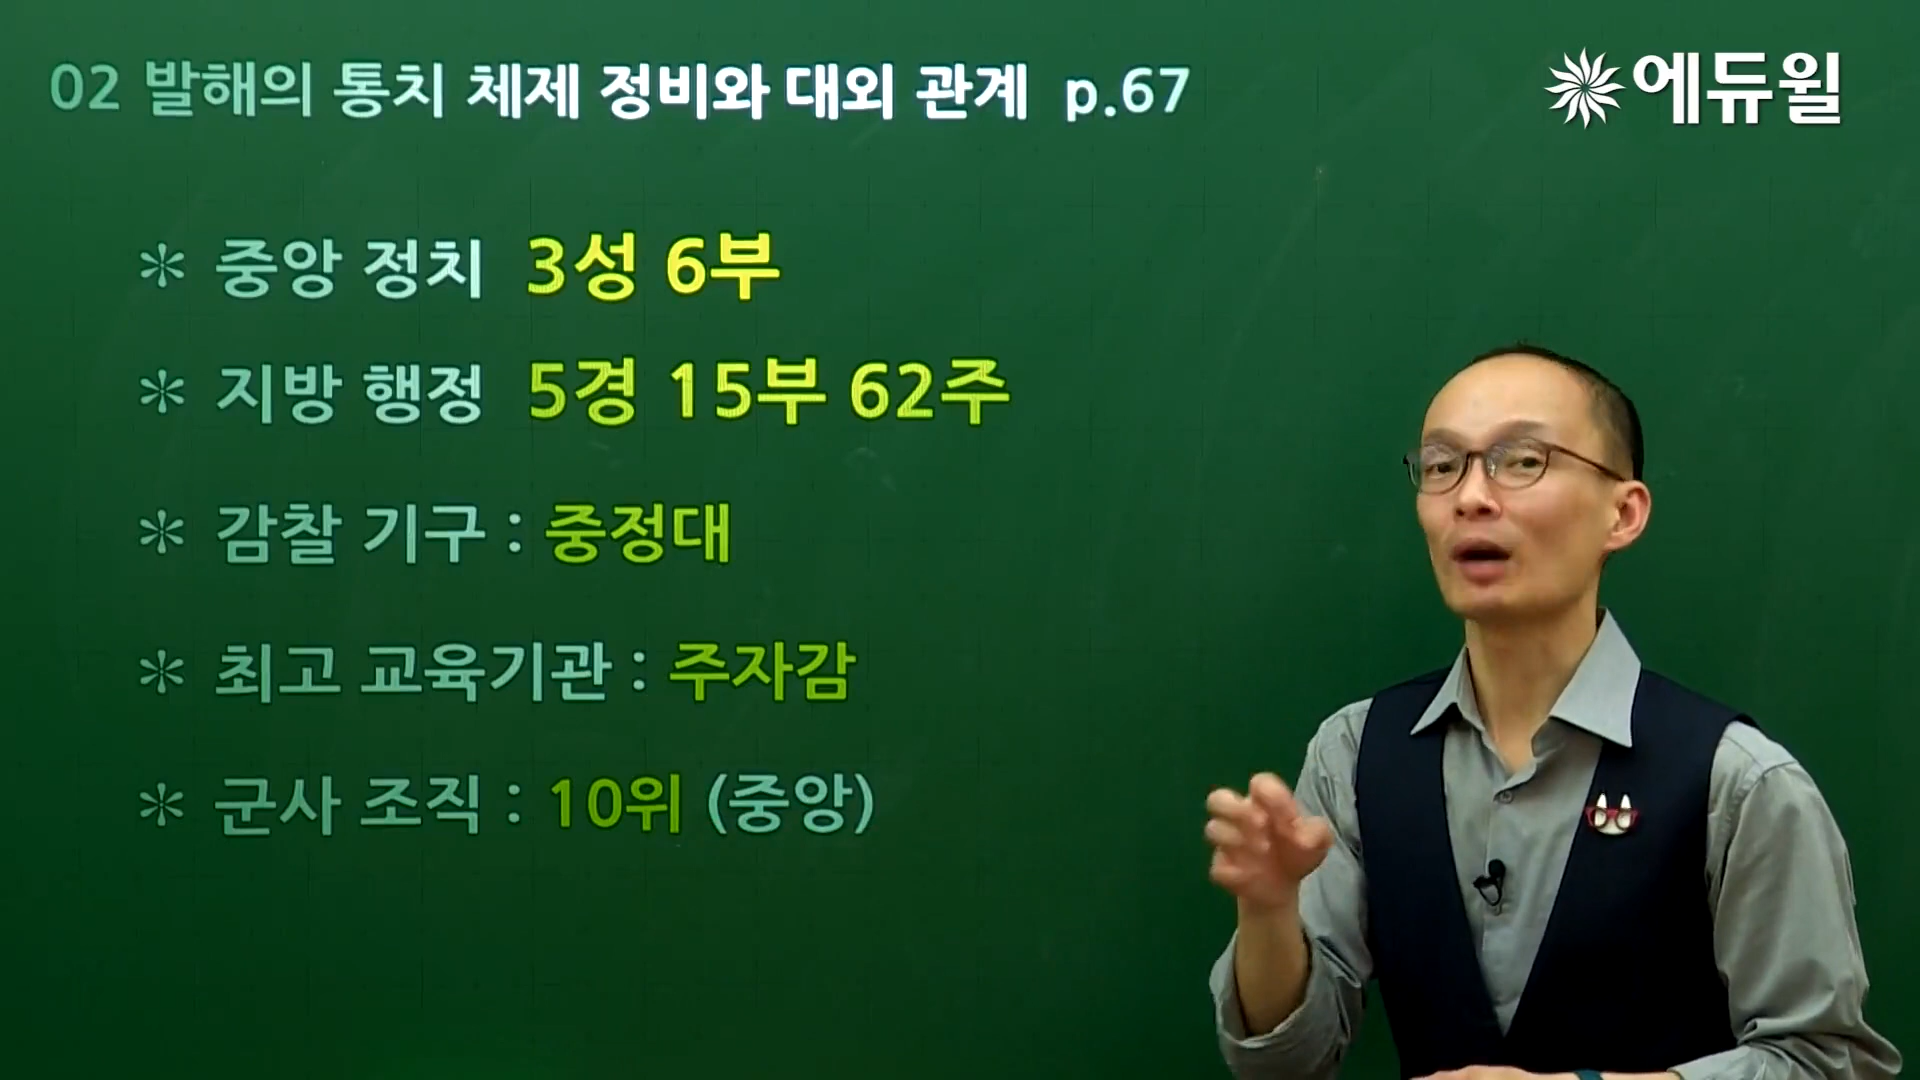 02 발해의 통치 체제 정비와 대외 관계 p.67
에듀윌
* 중앙 정치 3성 6부
* 지방 행정 5경 15부 62주
* 감찰 기구 : 중정대
* 최고 교육기관 : 주자감
* 군사 조직 : 10위 (중앙)